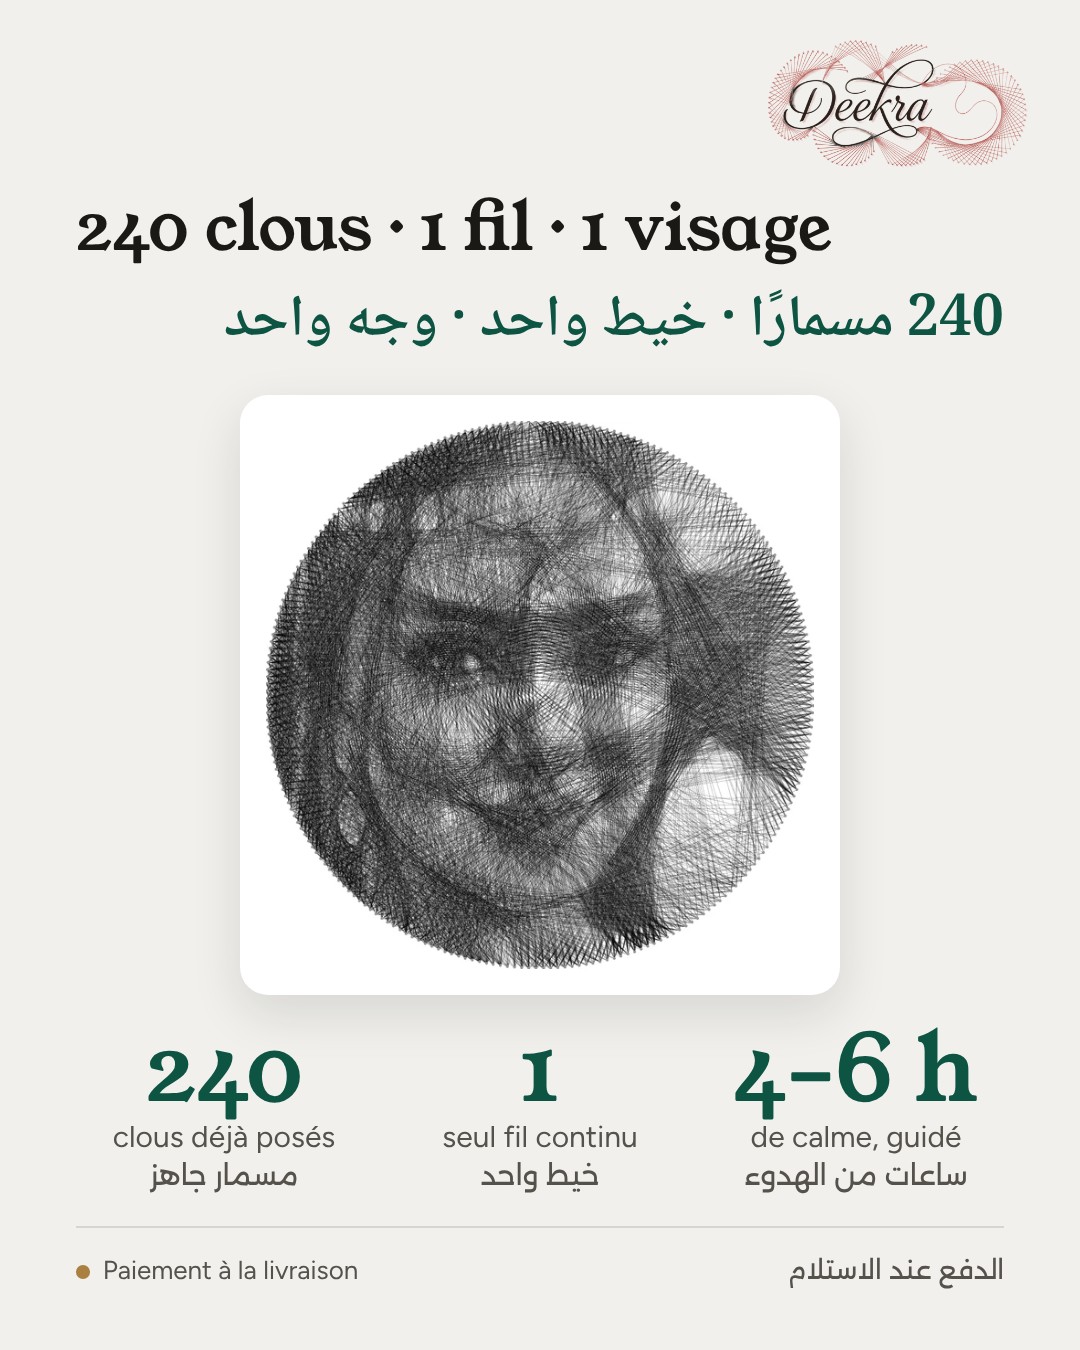 Deekra
240 clous · 1 fil · 1 visage
240 مسمارًا · خيط واحد · وجه واحد
240
clous déjà posés
مسمار جاهز
1
seul fil continu
خيط واحد
4–6 h
de calme, guidé
ساعات من الهدوء
Paiement à la livraison
الدفع عند الاستلام